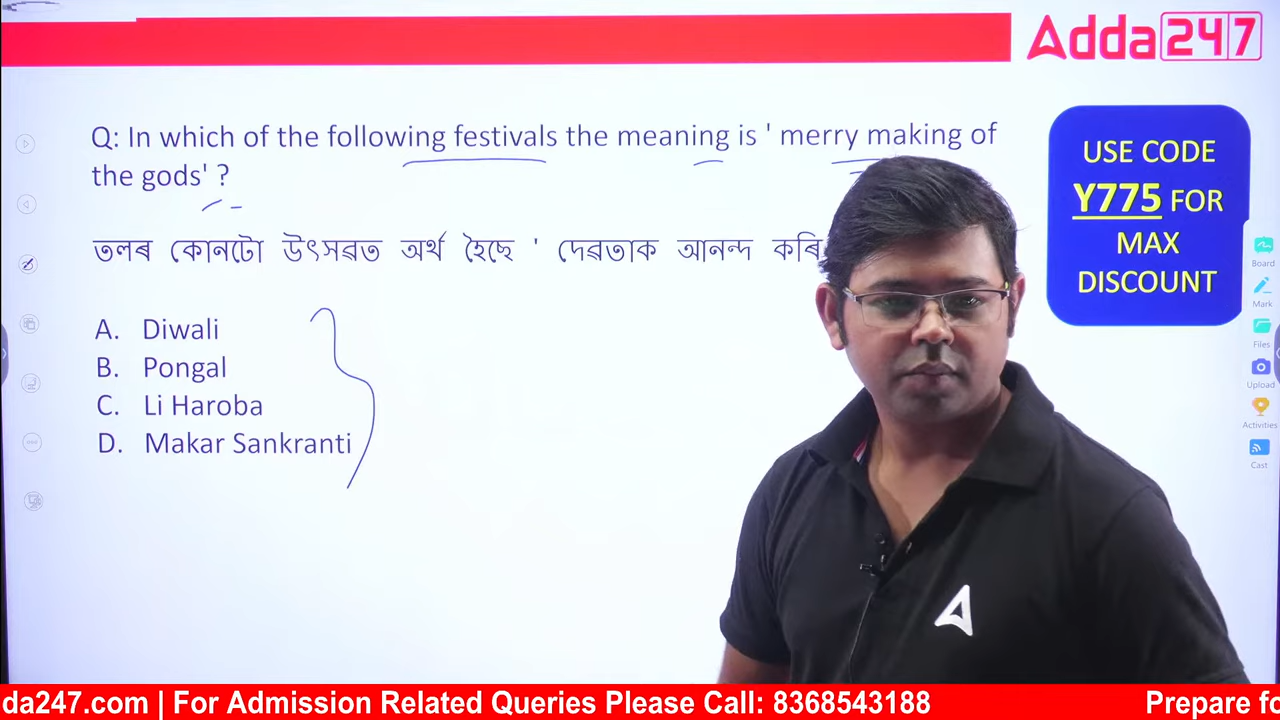 Adda247
Q: In which of the following festivals the meaning is ' merry making of
the gods' ?
তলৰ কোনটো উৎসৱত অৰ্থ হৈছে ' দেৱতাক আনন্দ কৰি
A. Diwali
B. Pongal
C. Li Haroba
D. Makar Sankranti
USE CODE
Y775 FOR
MAX
DISCOUNT
Board
Mark
Files
Upload
Activities
Cast
da247.com | For Admission Related Queries Please Call: 8368543188 Prepare fo